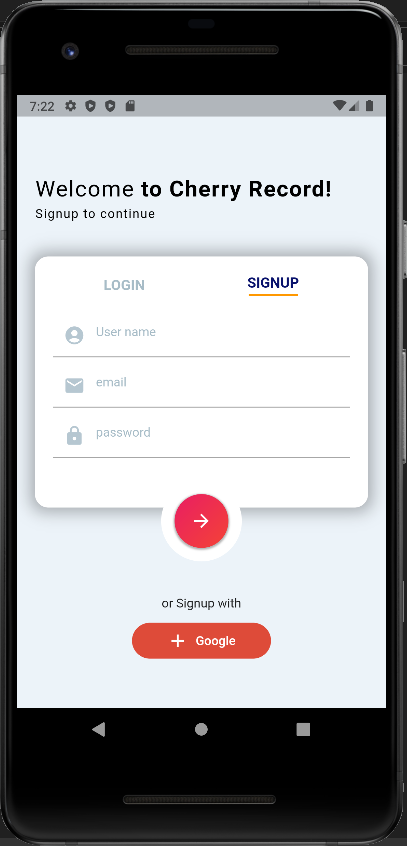 7:22
Welcome to Cherry Record!
Signup to continue
LOGIN SIGNUP
User name
email
password
or Signup with
Google